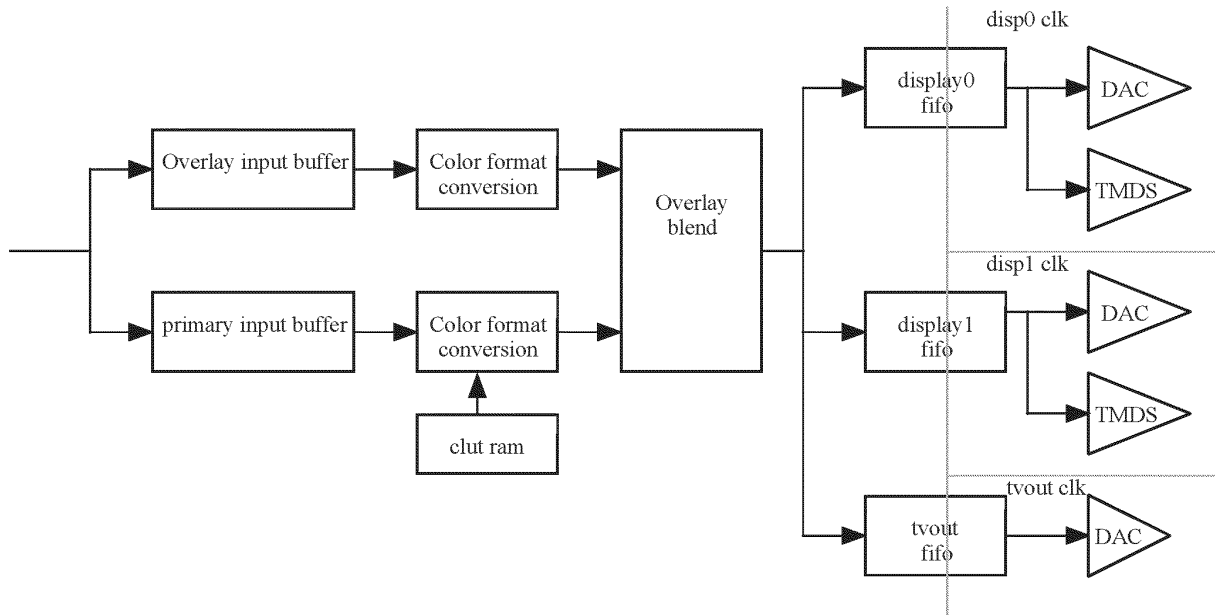 disp0 clk
display0
fifo
DAC
TMDS
Overlay input buffer
Color format
conversion
Overlay
blend
disp1 clk
primary input buffer
Color format
conversion
display1
fifo
DAC
TMDS
clut ram
tvout clk
tvout
fifo
DAC